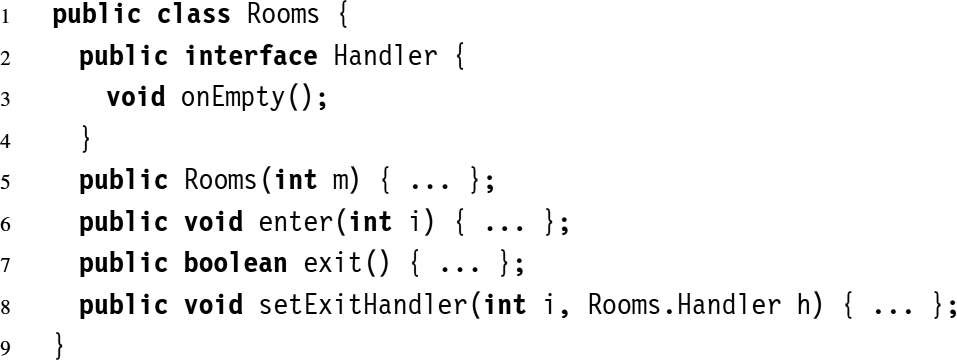 1 public class Rooms {
2 public interface Handler {
3 void onEmpty();
4 }
5 public Rooms(int m) { ... };
6 public void enter(int i) { ... };
7 public boolean exit() { ... };
8 public void setExitHandler(int i, Rooms.Handler h) { ... };
9 }